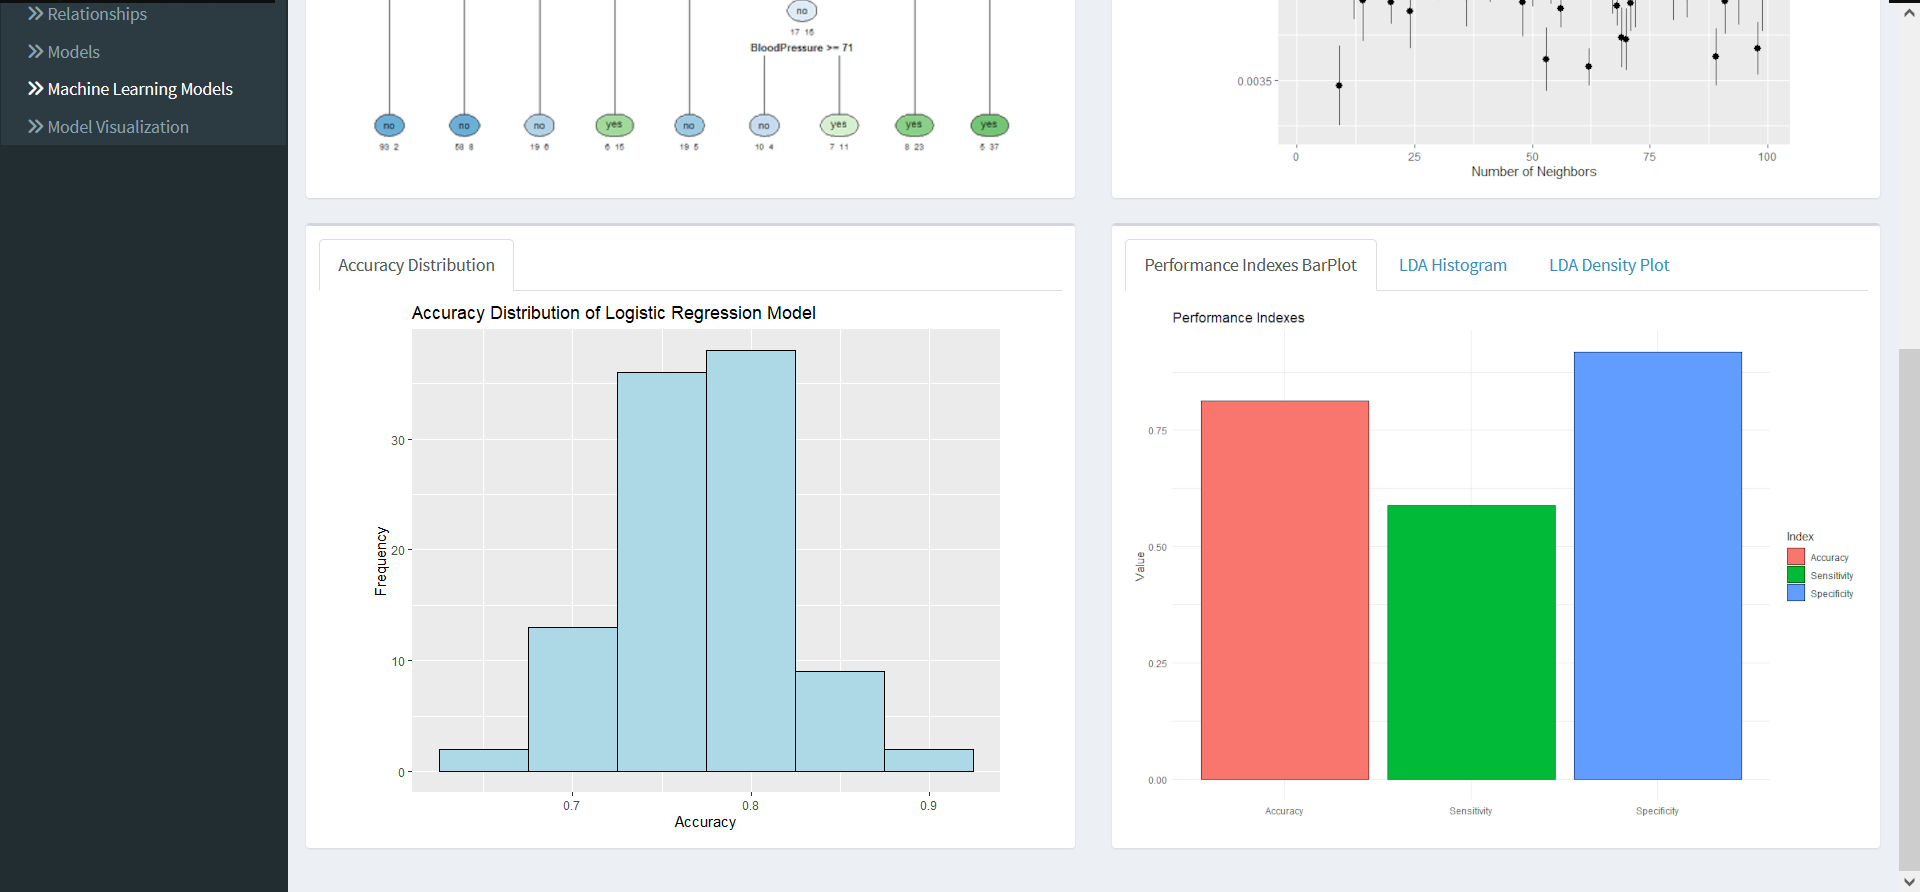 Relationships
Models
Machine Learning Models
Model Visualization
no
17 16
BloodPressure >= 71
no no no yes no no yes yes yes
93 2 58 8 19 6 6 15 19 5 10 4 7 11 8 23 5 37
0.0035
0 25 50 75 100
Number of Neighbors
Accuracy Distribution
Accuracy Distribution of Logistic Regression Model
Frequency
30
20
10
0
0.7 0.8 0.9
Accuracy
Performance Indexes BarPlot LDA Histogram LDA Density Plot
Performance Indexes
Value
0.75
0.50
0.25
0.00
Accuracy Sensitivity Specificity
Index
Accuracy
Sensitivity
Specificity